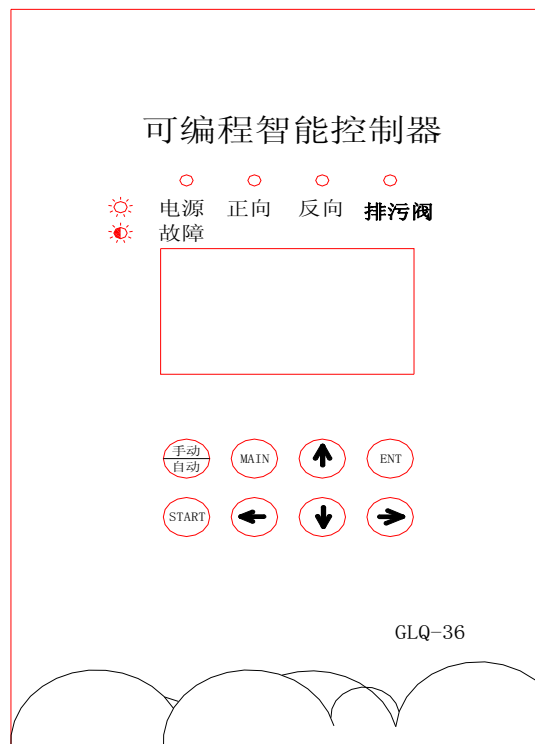 可编程智能控制器
电源 正向 反向 排污阀
故障
手动 MAIN ENT
自动
START
GLQ-36